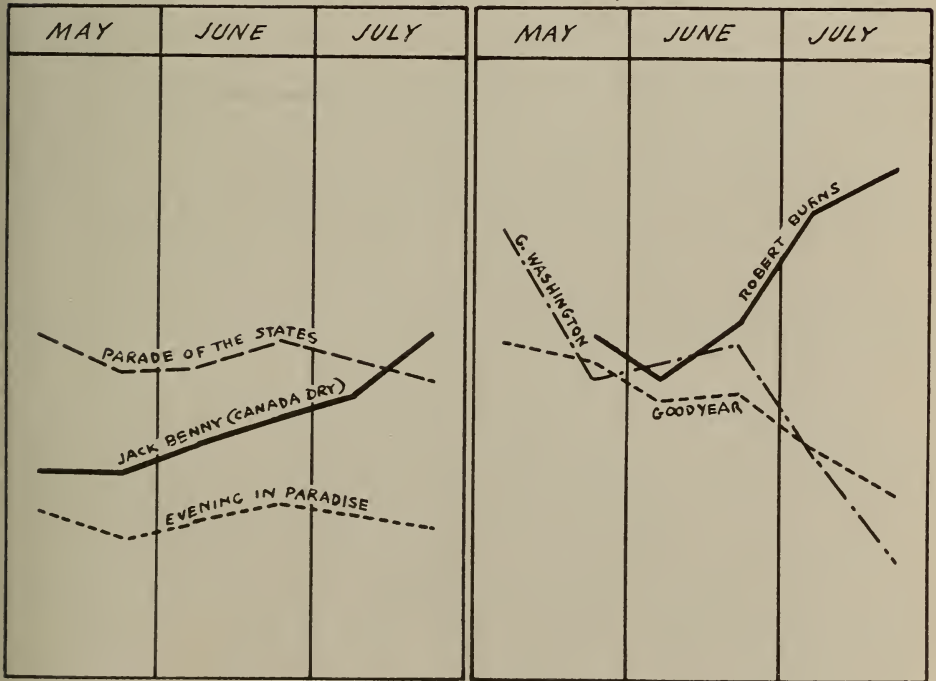 MAY JUNE JULY
PARADE OF THE STATES
JACK BENNY (CANADA DRY)
EVENING IN PARADISE
MAY JUNE JULY
G. WASHINGTON
ROBERT BURNS
GOODYEAR